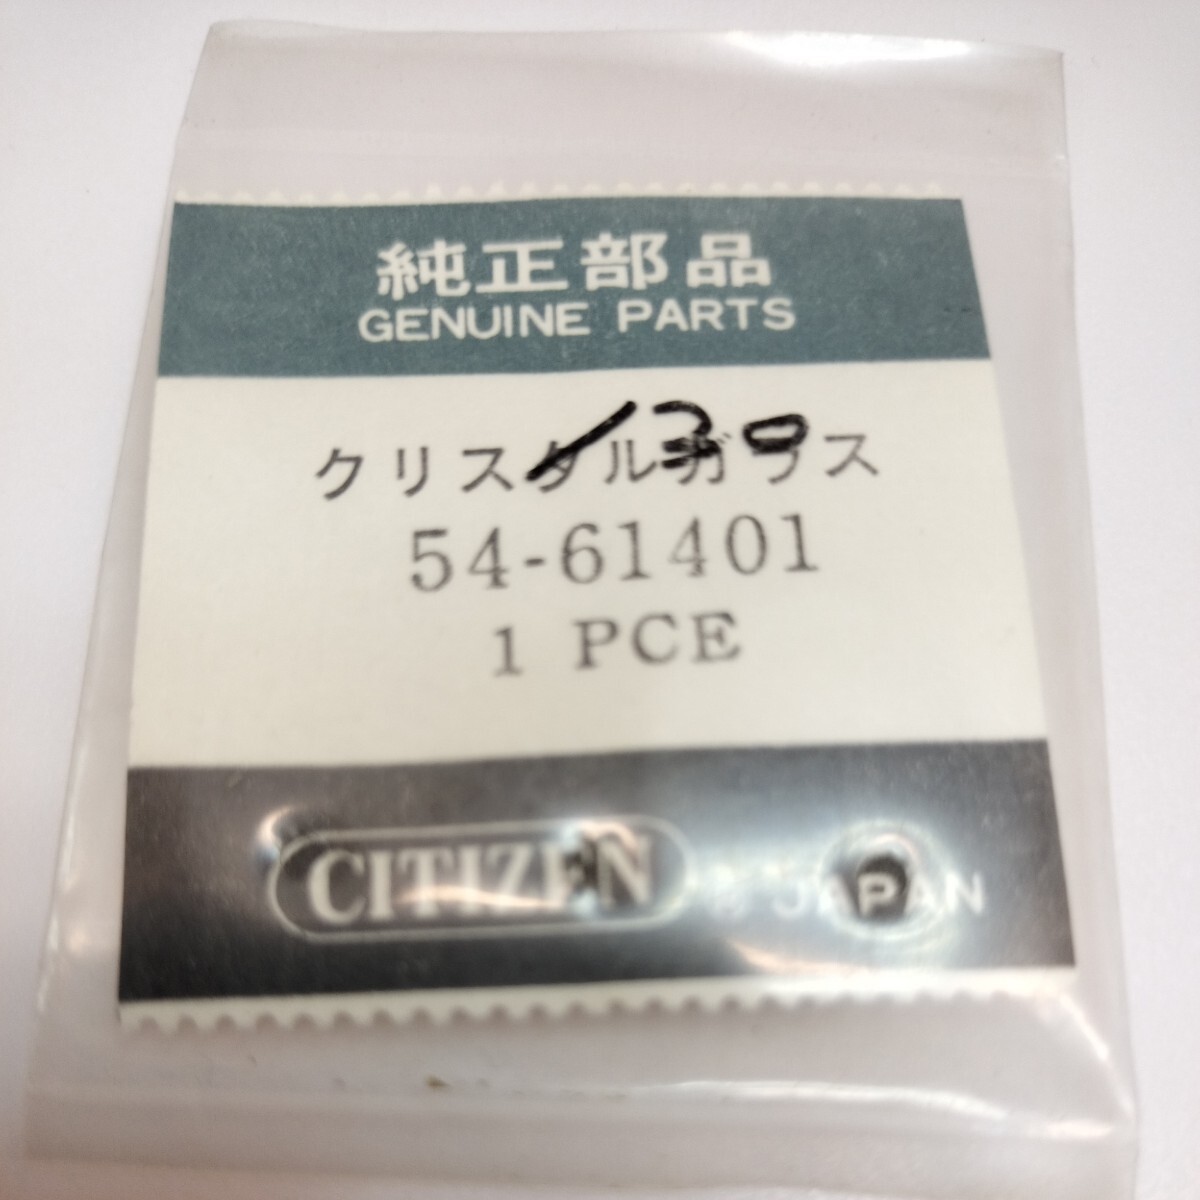 純正部品
GENUINE PARTS
130
クリスタルガラス
54-61401
1 PCE
CITIZEN
JAPAN